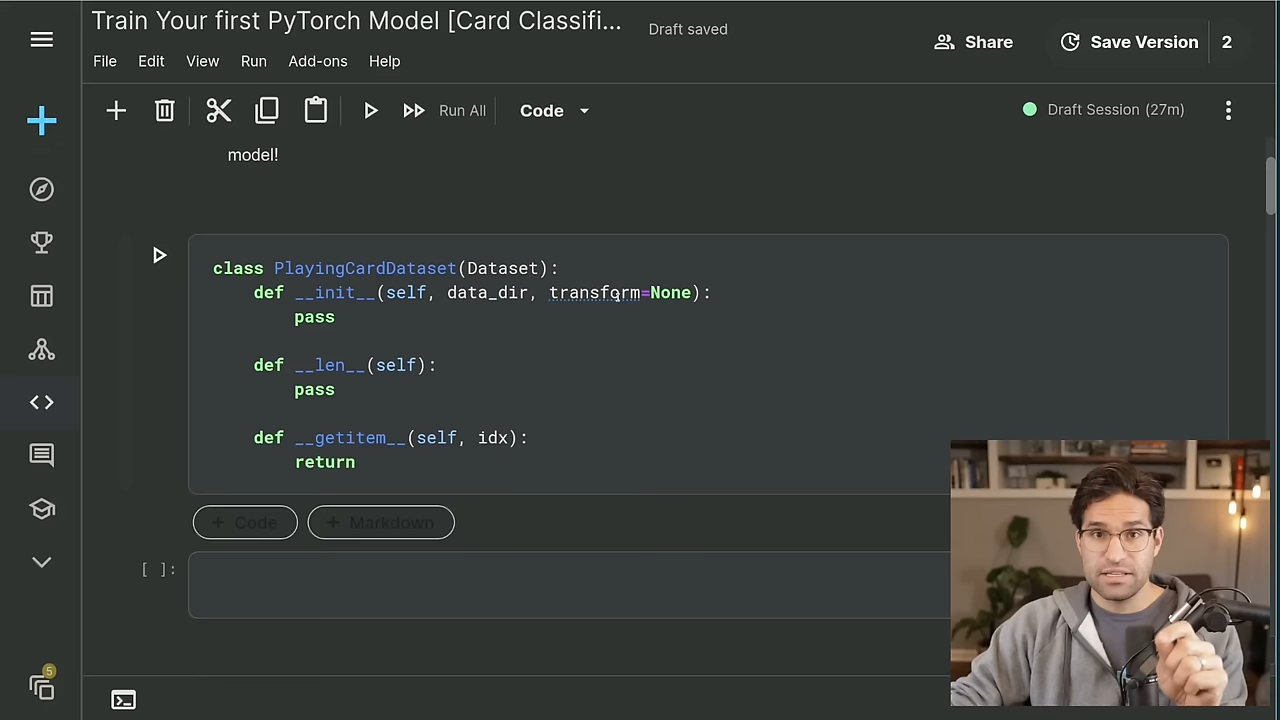 Train Your first PyTorch Model [Card Classifi...
Draft saved
Share
Save Version
2
File Edit View Run Add-ons Help
Run All
Code
Draft Session (27m)
model!
class PlayingCardDataset(Dataset):
    def __init__(self, data_dir, transform=None):
        pass
    def __len__(self):
        pass
    def __getitem__(self, idx):
        return
+ Code
+ Markdown
[ ]:
5